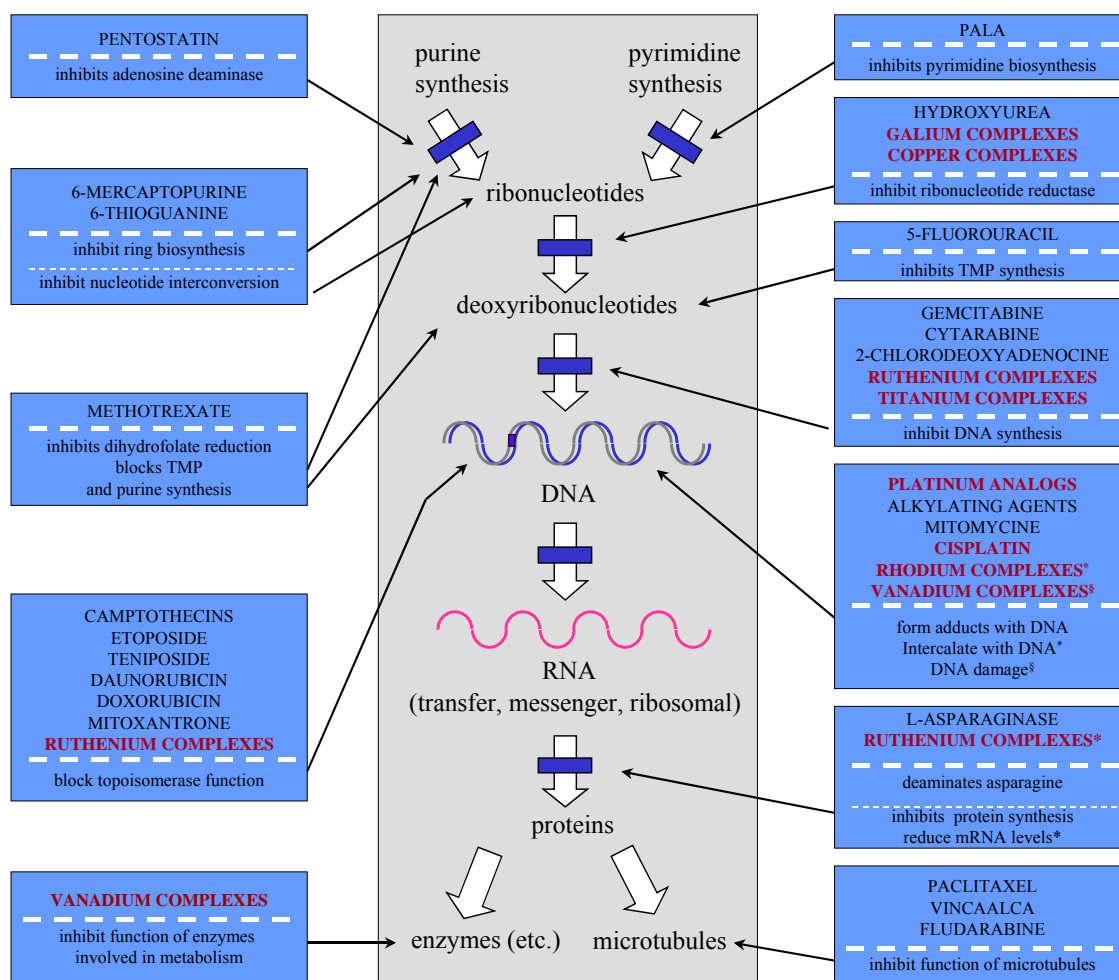 PENTOSTATIN
inhibits adenosine deaminase
6-MERCAPTOPURINE
6-THIOGUANINE
inhibit ring biosynthesis
inhibit nucleotide interconversion
METHOTREXATE
inhibits dihydrofolate reduction
blocks TMP
and purine synthesis
CAMPTOTHECINS
ETOPOSIDE
TENIPOSIDE
DAUNORUBICIN
DOXORUBICIN
MITOXANTRONE
RUTHENIUM COMPLEXES
block topoisomerase function
VANADIUM COMPLEXES
inhibit function of enzymes
involved in metabolism
purine
synthesis
pyrimidine
synthesis
ribonucleotides
deoxyribonucleotides
DNA
RNA
(transfer, messenger, ribosomal)
proteins
enzymes (etc.)
microtubules
PALA
inhibits pyrimidine biosynthesis
HYDROXYUREA
GALIUM COMPLEXES
COPPER COMPLEXES
inhibit ribonucleotide reductase
5-FLUOROURACIL
inhibits TMP synthesis
GEMCITABINE
CYTARABINE
2-CHLORODEOXYADENOCINE
RUTHENIUM COMPLEXES
TITANIUM COMPLEXES
inhibit DNA synthesis
PLATINUM ANALOGS
ALKYLATING AGENTS
MITOMYCINE
CISPLATIN
RHODIUM COMPLEXES*
VANADIUM COMPLEXES§
form adducts with DNA
Intercalate with DNA*
DNA damage§
L-ASPARAGINASE
RUTHENIUM COMPLEXES*
deaminates asparagine
inhibits protein synthesis
reduce mRNA levels*
PACLITAXEL
VINCAALCA
FLUDARABINE
inhibit function of microtubules